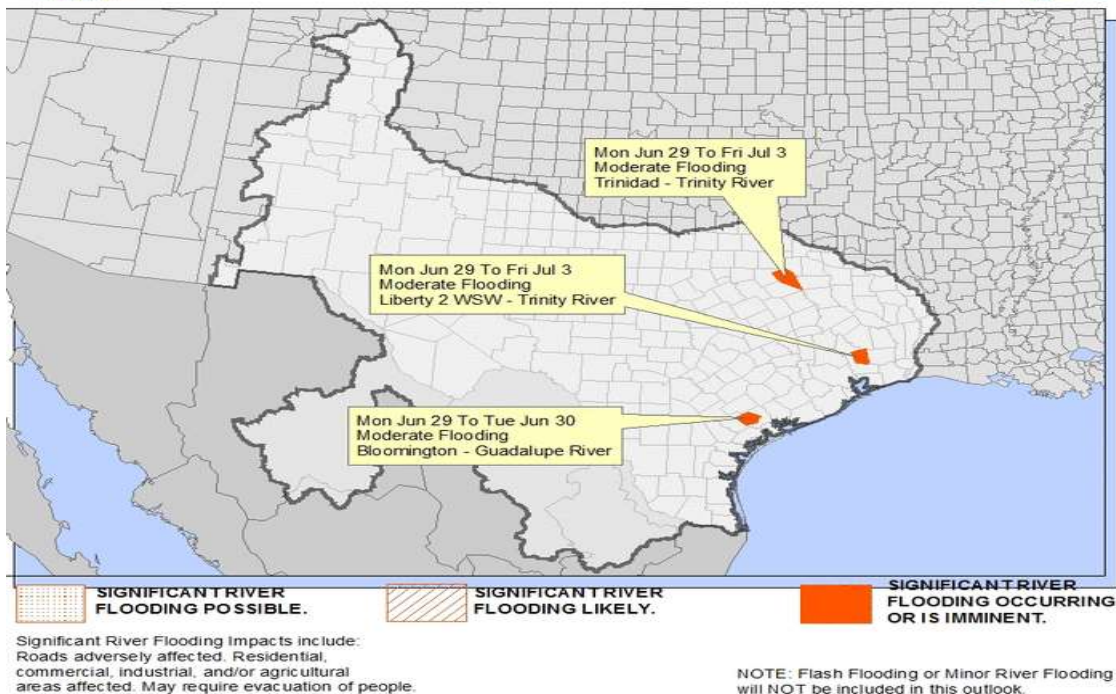 Mon Jun 29 To Fri Jul 3
Moderate Flooding
Trinidad - Trinity River
Mon Jun 29 To Fri Jul 3
Moderate Flooding
Liberty 2 WSW - Trinity River
Mon Jun 29 To Tue Jun 30
Moderate Flooding
Bloomington - Guadalupe River
SIGNIFICANT RIVER
FLOODING POSSIBLE.
SIGNIFICANT RIVER
FLOODING LIKELY.
SIGNIFICANT RIVER
FLOODING OCCURRING
OR IS IMMINENT.
Significant River Flooding Impacts include:
Roads adversely affected. Residential,
commercial, industrial, and/or agricultural
areas affected. May require evacuation of people.
NOTE: Flash Flooding or Minor River Flooding
will NOT be included in this outlook.